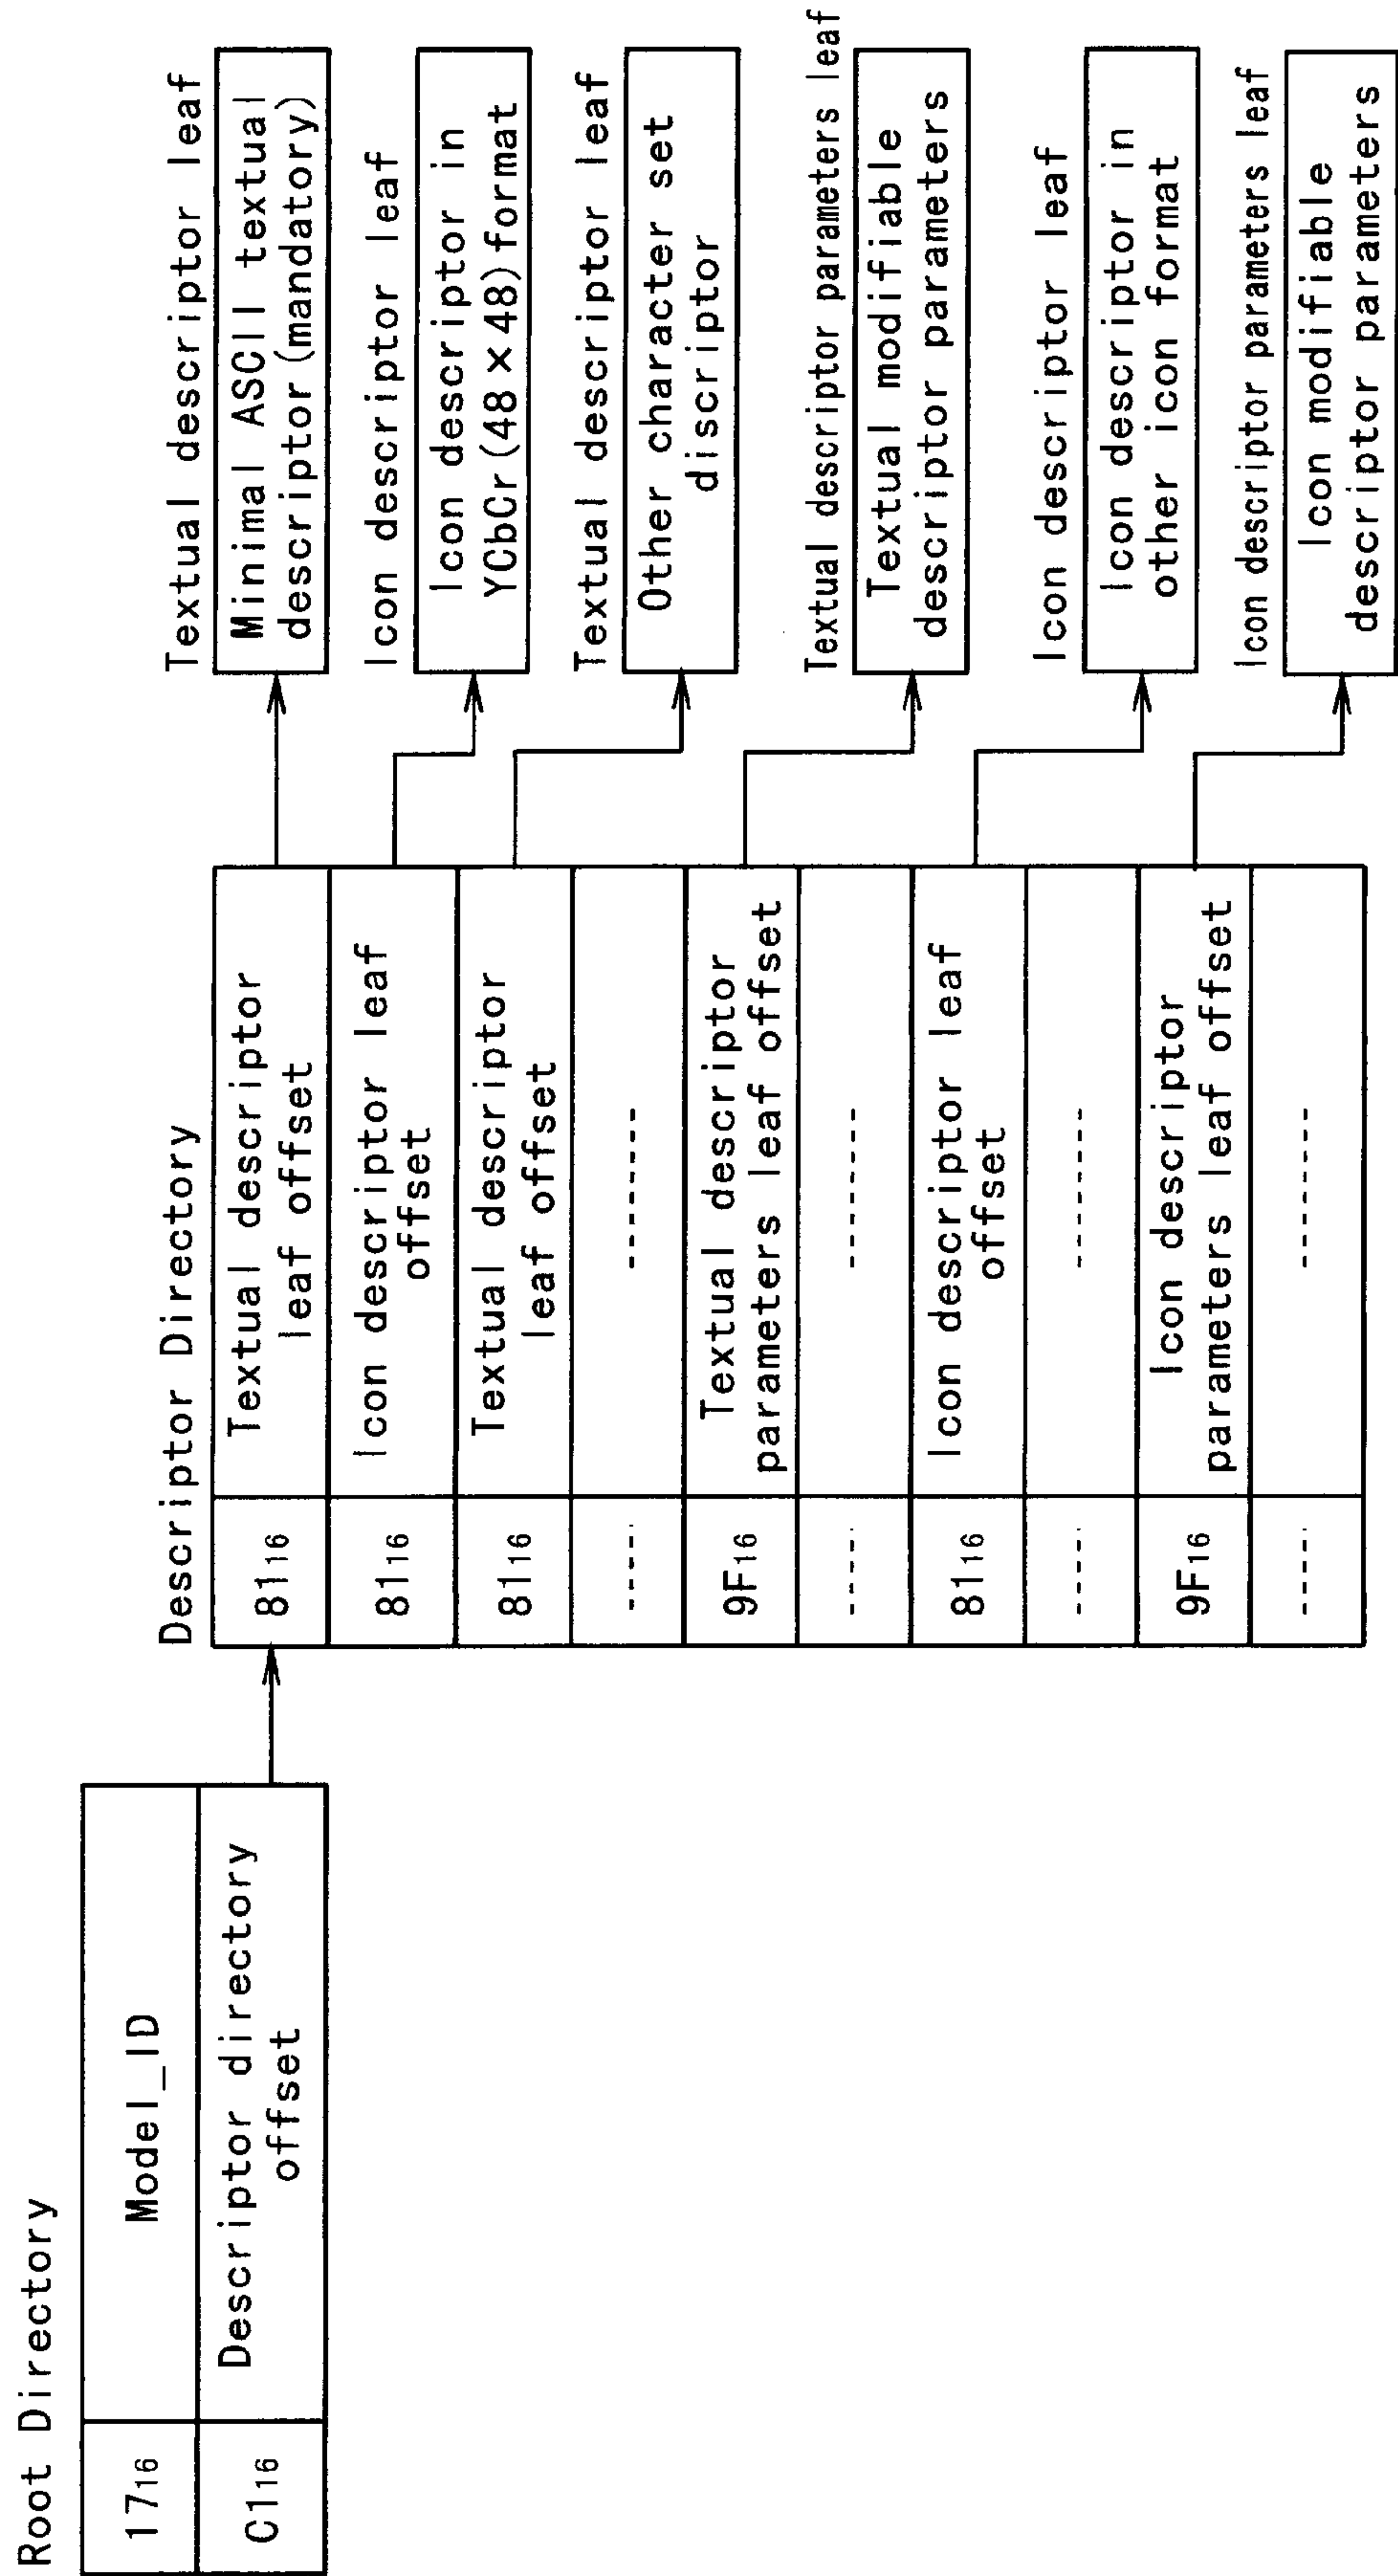 Root Directory
17₁₆ Model_ID
C1₁₆ Descriptor directory
offset
Descriptor Directory
81₁₆ Textual descriptor
leaf offset
81₁₆ Icon descriptor leaf
offset
81₁₆ Textual descriptor
leaf offset
----- --------
9F₁₆ Textual descriptor
parameters leaf offset
----- --------
81₁₆ Icon descriptor leaf
offset
----- --------
9F₁₆ Icon descriptor
parameters leaf offset
----- --------
Textual descriptor leaf
Minimal ASCII textual
descriptor(mandatory)
Icon descriptor leaf
Icon descriptor in
YCbCr(48×48)format
Textual descriptor leaf
Other character set
discriptor
Textual descriptor parameters leaf
Textual modifiable
descriptor parameters
Icon descriptor leaf
Icon descriptor in
other icon format
Icon descriptor parameters leaf
Icon modifiable
descriptor parameters